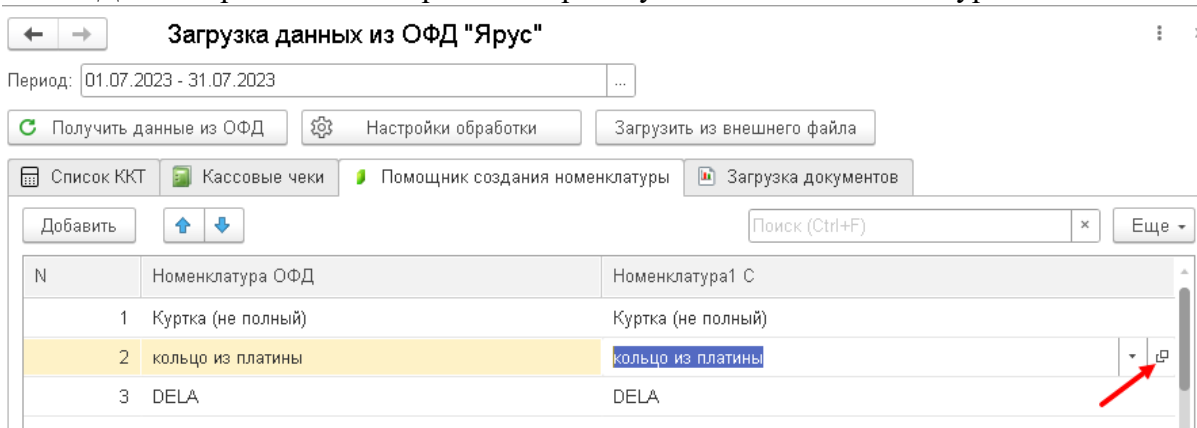 Загрузка данных из ОФД "Ярус"
Период: 01.07.2023 - 31.07.2023 ...
Получить данные из ОФД Настройки обработки Загрузить из внешнего файла
Список ККТ Кассовые чеки Помощник создания номенклатуры Загрузка документов
Добавить Поиск (Ctrl+F) × Еще
N Номенклатура ОФД Номенклатура1 С
1 Куртка (не полный) Куртка (не полный)
2 кольцо из платины кольцо из платины
3 DELA DELA